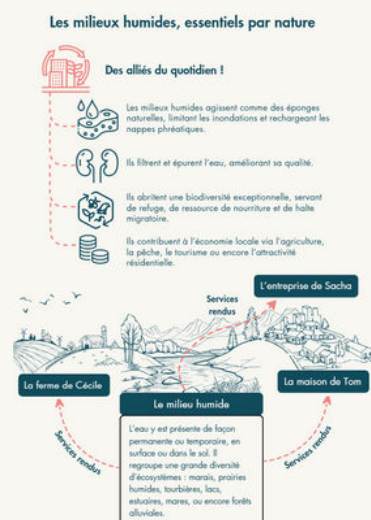 Les milieux humides, essentiels par nature
Des alliés du quotidien !
Les milieux humides agissent comme des éponges
naturelles, limitant les inondations et rechargeant les
nappes phréatiques.
Ils filtrent et épurent l'eau, améliorant sa qualité.
Ils abritent une biodiversité exceptionnelle, servant
de refuge, de ressource de nourriture et de halte
migratoire.
Ils contribuent à l'économie locale via l'agriculture,
la pêche, le tourisme ou encore l'attractivité
résidentielle.
L'entreprise de Sacha
Services
rendus
La ferme de Cécile
La maison de Tom
Le milieu humide
Services rendus
Services rendus
L'eau y est présente de façon
permanente ou temporaire, en
surface ou dans le sol. Il
regroupe une grande diversité
d'écosystèmes : marais, prairies
humides, tourbières, lacs,
estuaires, mares, ou encore forêts
alluviales.